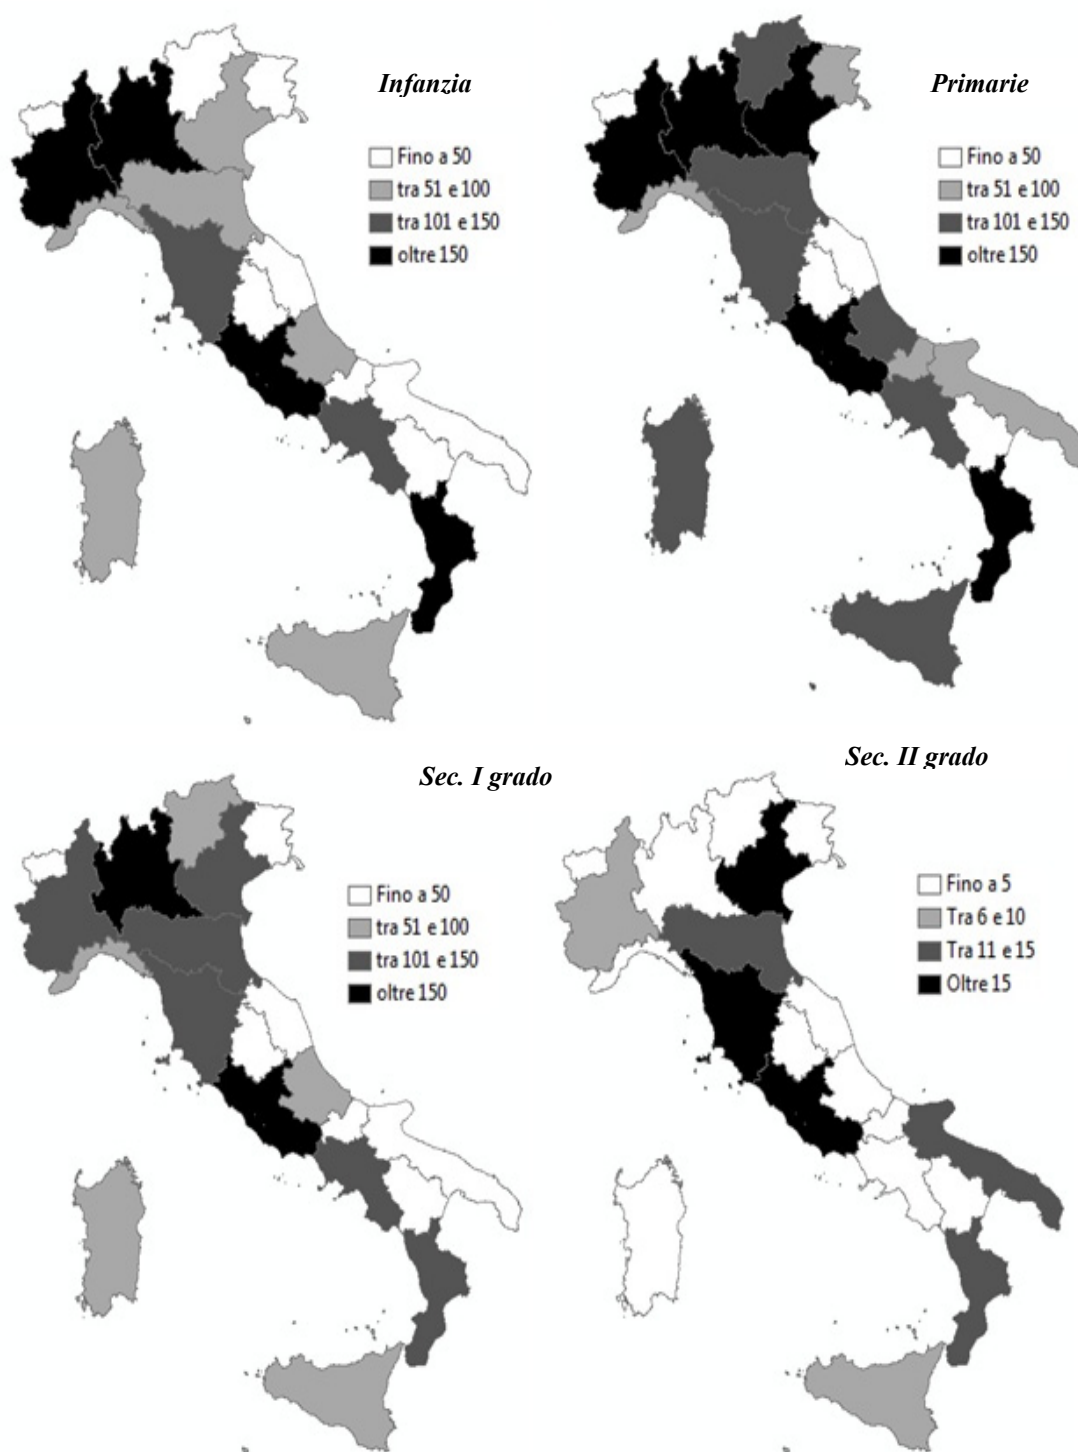 Infanzia
Fino a 50
tra 51 e 100
tra 101 e 150
oltre 150
Primarie
Fino a 50
tra 51 e 100
tra 101 e 150
oltre 150
Sec. I grado
Fino a 50
tra 51 e 100
tra 101 e 150
oltre 150
Sec. II grado
Fino a 5
Tra 6 e 10
Tra 11 e 15
Oltre 15